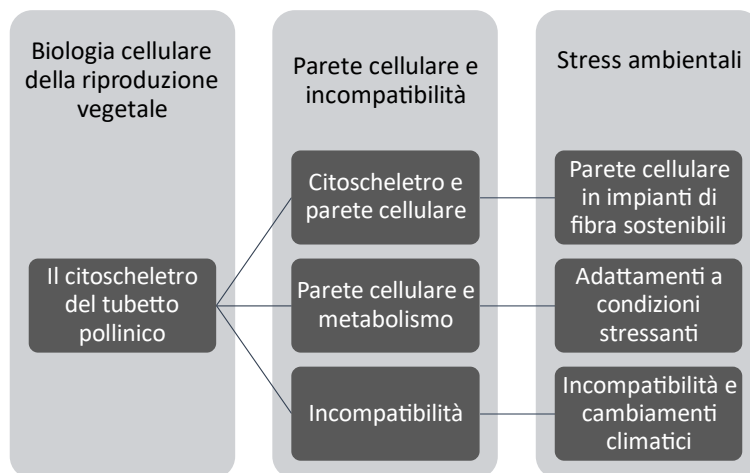 Biologia cellulare
della riproduzione
vegetale
Il citoscheletro
del tubetto
pollinico
Parete cellulare e
incompatibilità
Citoscheletro e
parete cellulare
Parete cellulare e
metabolismo
Incompatibilità
Stress ambientali
Parete cellulare
in impianti di
fibra sostenibili
Adattamenti a
condizioni
stressanti
Incompatibilità e
cambiamenti
climatici